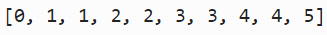 [0, 1, 1, 2, 2, 3, 3, 4, 4, 5]